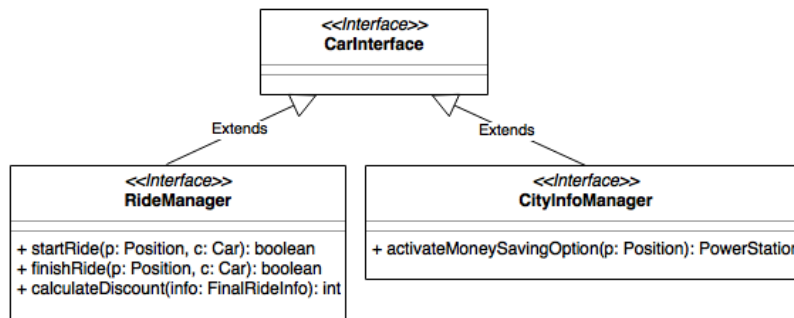 <<Interface>>
CarInterface
Extends
Extends
<<Interface>>
RideManager
+ startRide(p: Position, c: Car): boolean
+ finishRide(p: Position, c: Car): boolean
+ calculateDiscount(info: FinalRideInfo): int
<<Interface>>
CityInfoManager
+ activateMoneySavingOption(p: Position): PowerStation